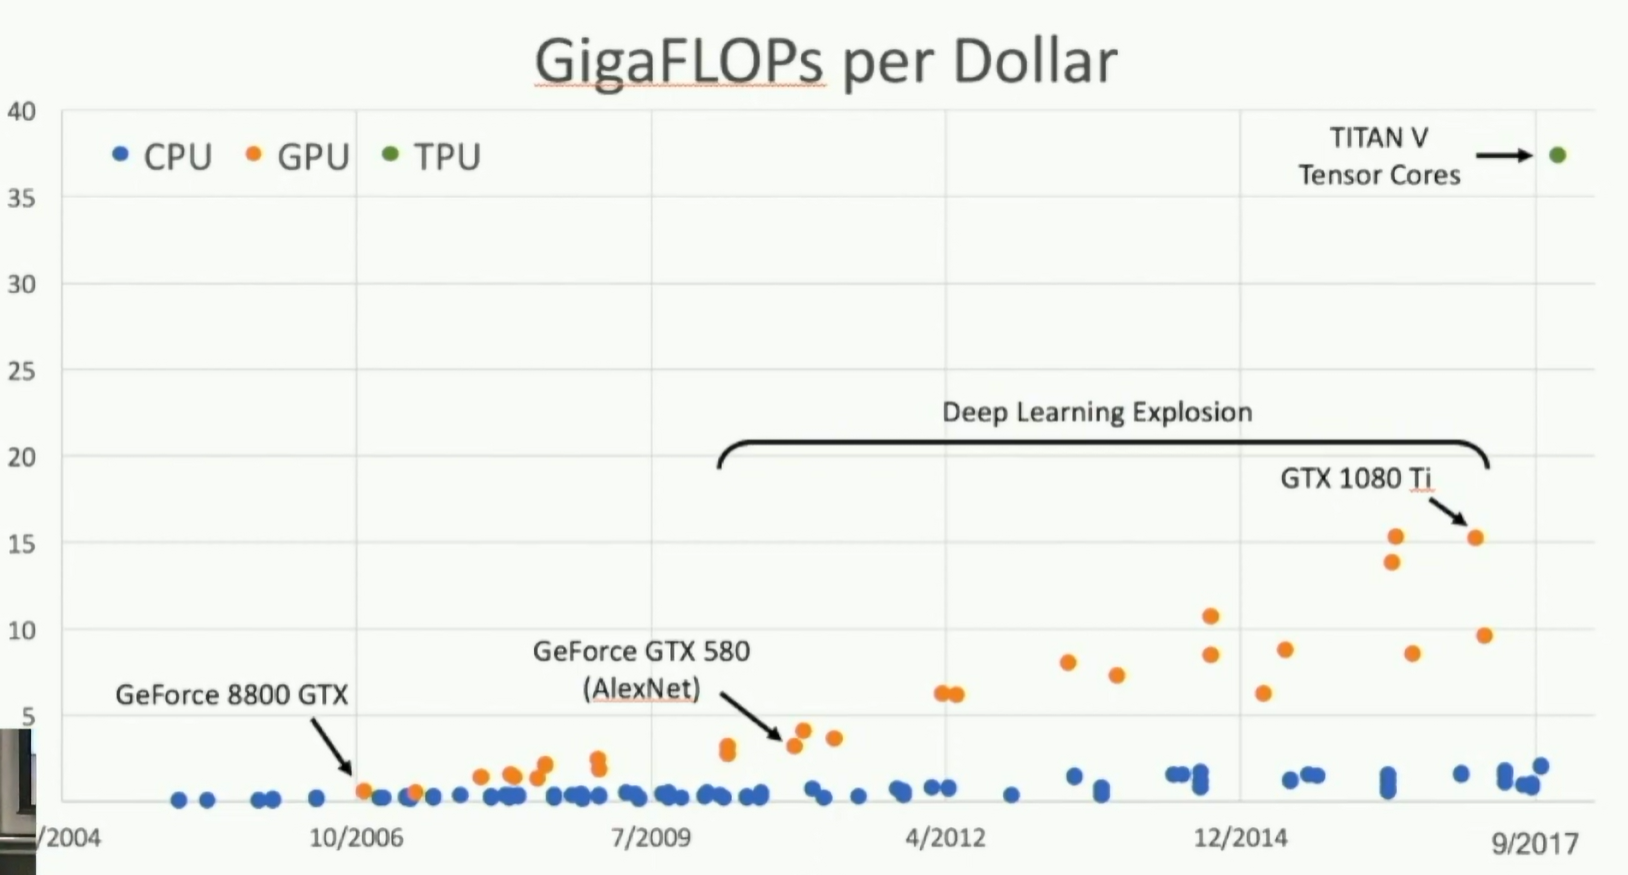 GigaFLOPs per Dollar
40
CPU GPU TPU
TITAN V
Tensor Cores
35
30
25
Deep Learning Explosion
20
GTX 1080 Ti
15
10
GeForce GTX 580
(AlexNet)
GeForce 8800 GTX
5
/2004 10/2006 7/2009 4/2012 12/2014 9/2017